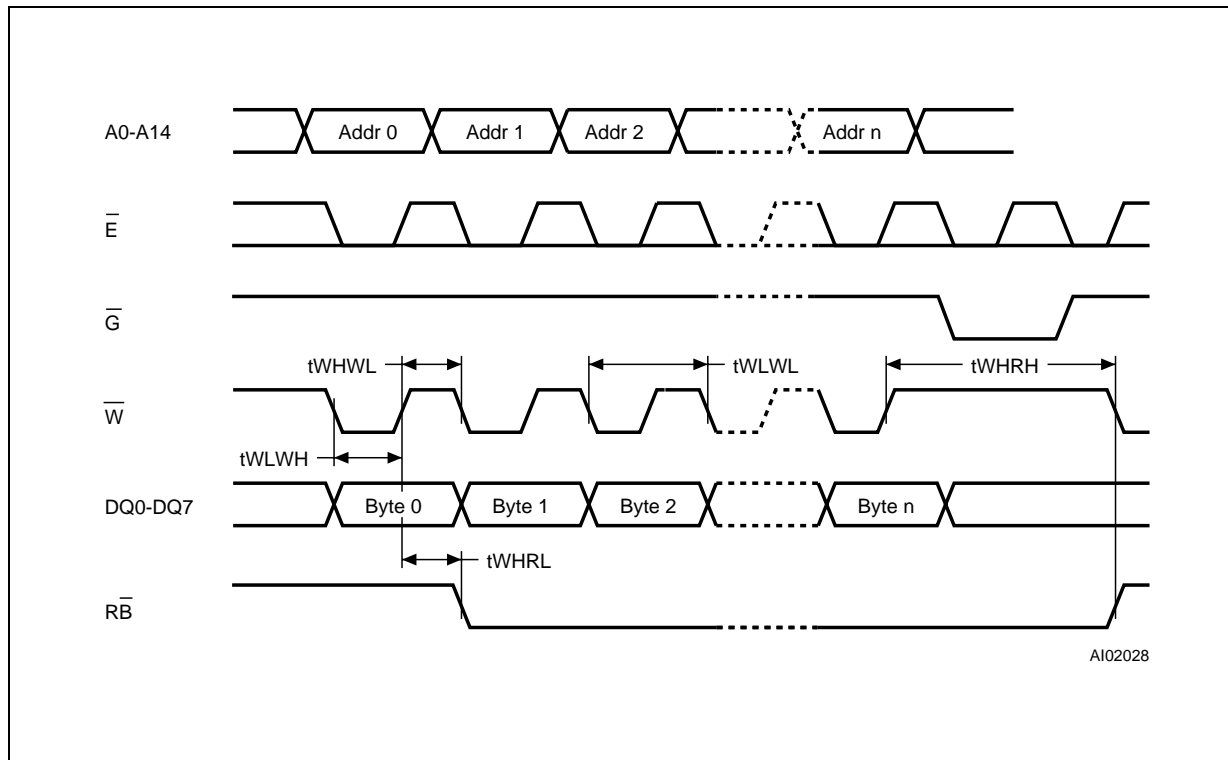 A0-A14
Addr 0 Addr 1 Addr 2 Addr n
E̅
G̅
tWHWL tWLWL tWHRH
W̅
tWLWH
DQ0-DQ7
Byte 0 Byte 1 Byte 2 Byte n
tWHRL
RB̅
AI02028